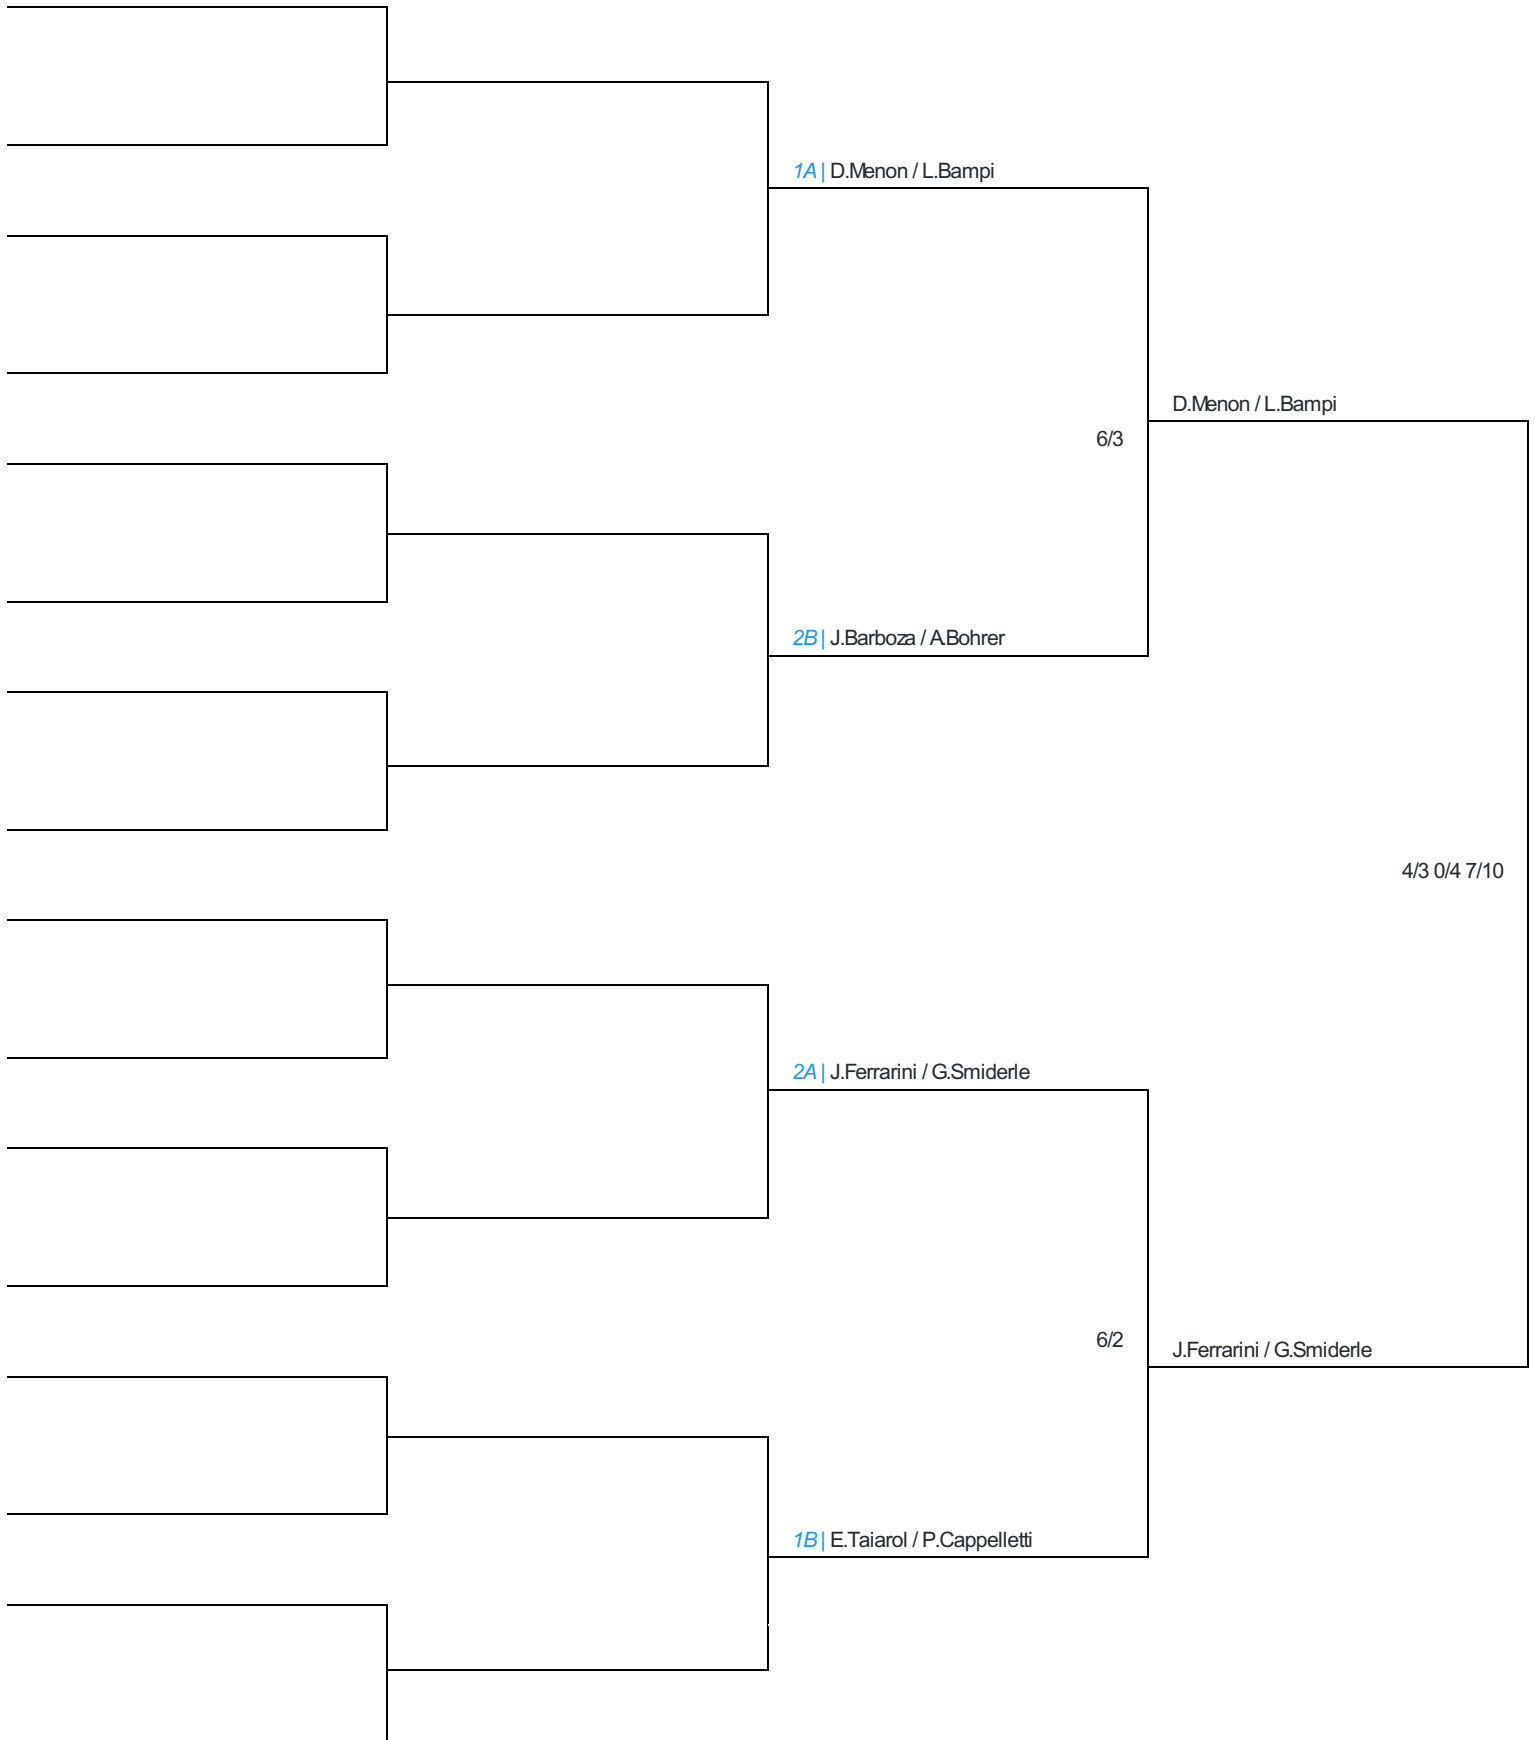 1A | D.Menon / L.Bampi
D.Menon / L.Bampi
6/3
2B | J.Barboza / A.Bohrer
4/3 0/4 7/10
2A | J.Ferrarini / G.Smiderle
6/2
J.Ferrarini / G.Smiderle
1B | E.Taiarol / P.Cappelletti